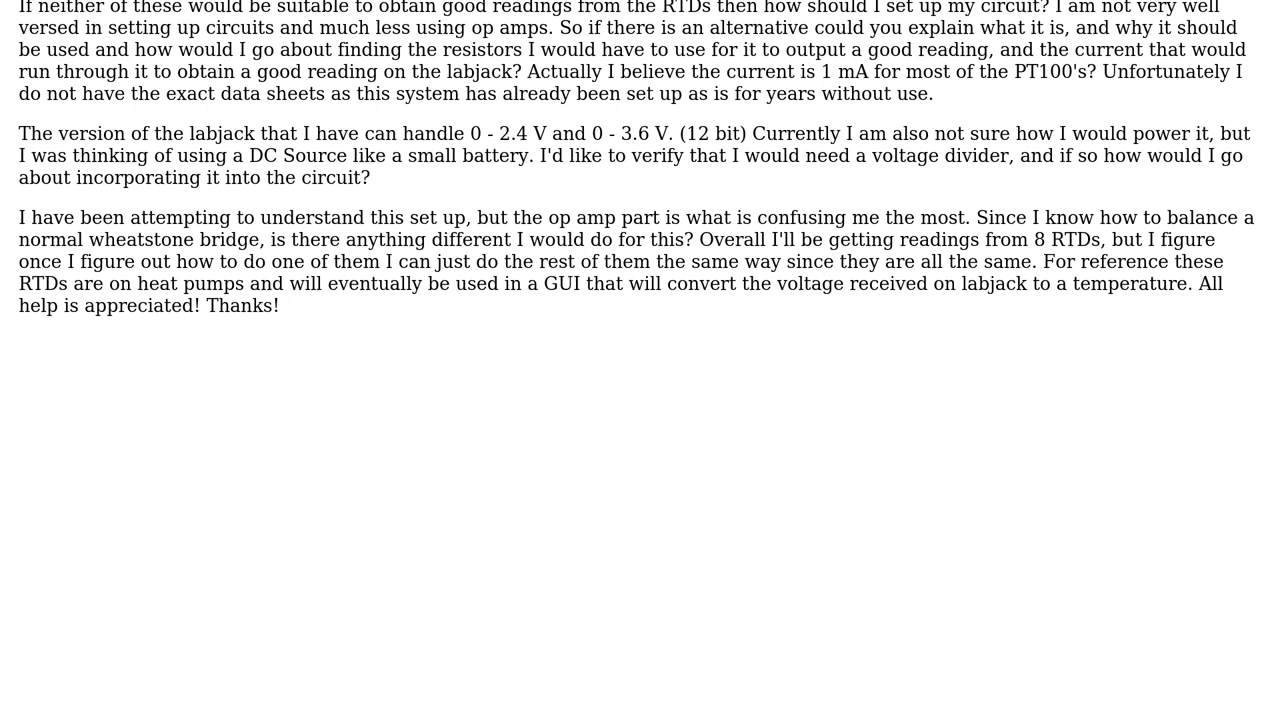 If neither of these would be suitable to obtain good readings from the RTDs then how should I set up my circuit? I am not very well
versed in setting up circuits and much less using op amps. So if there is an alternative could you explain what it is, and why it should
be used and how would I go about finding the resistors I would have to use for it to output a good reading, and the current that would
run through it to obtain a good reading on the labjack? Actually I believe the current is 1 mA for most of the PT100's? Unfortunately I
do not have the exact data sheets as this system has already been set up as is for years without use.
The version of the labjack that I have can handle 0 - 2.4 V and 0 - 3.6 V. (12 bit) Currently I am also not sure how I would power it, but
I was thinking of using a DC Source like a small battery. I'd like to verify that I would need a voltage divider, and if so how would I go
about incorporating it into the circuit?
I have been attempting to understand this set up, but the op amp part is what is confusing me the most. Since I know how to balance a
normal wheatstone bridge, is there anything different I would do for this? Overall I'll be getting readings from 8 RTDs, but I figure
once I figure out how to do one of them I can just do the rest of them the same way since they are all the same. For reference these
RTDs are on heat pumps and will eventually be used in a GUI that will convert the voltage received on labjack to a temperature. All
help is appreciated! Thanks!